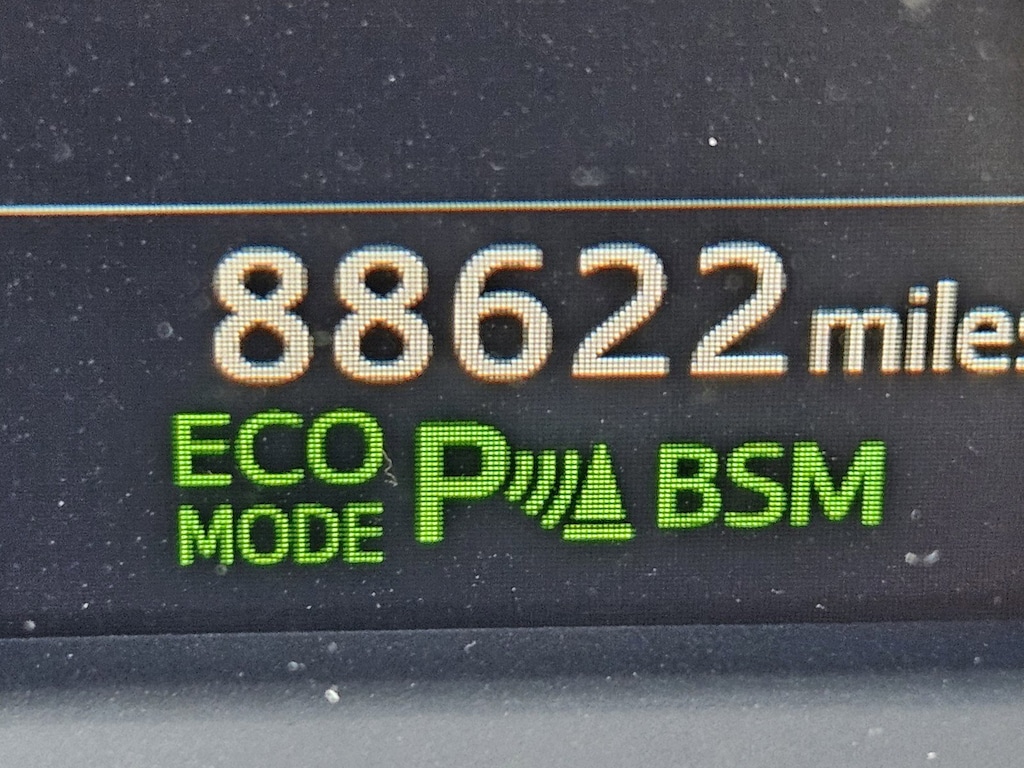 88622 miles
ECO P BSM
MODE